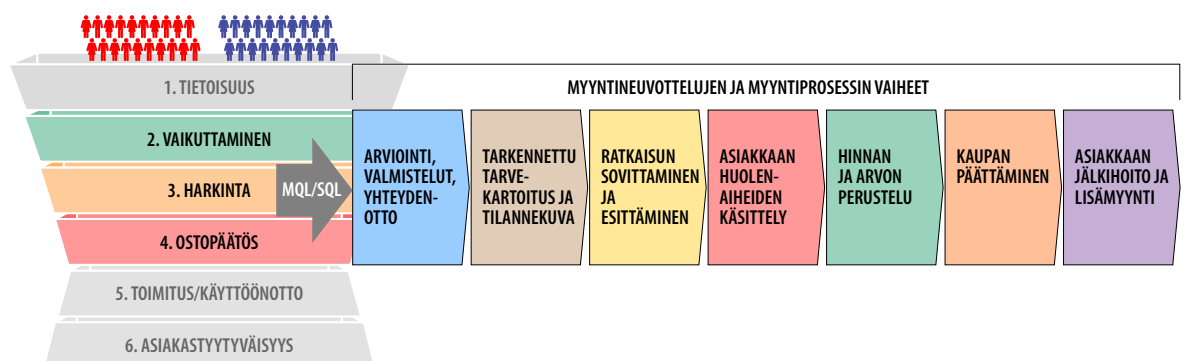 1. TIETOISUUS
2. VAIKUTTAMINEN
3. HARKINTA
4. OSTOPÄÄTÖS
5. TOIMITUS/KÄYTTÖÖNOTTO
6. ASIAKASTYYTYVÄISYYS
MQL/SQL
MYYNTINEUVOTTELUJEN JA MYYNTIPROSESSIN VAIHEET
ARVIOINTI,
VALMISTELUT,
YHTEYDEN-
OTTO
TARKENNETTU
TARVE-
KARTOITUS JA
TILANNEKUVA
RATKAISUN
SOVITTAMINEN
JA
ESITTÄMINEN
ASIAKKAAN
HUOLEN-
AIHEIDEN
KÄSITTELY
HINNAN
JA ARVON
PERUSTELU
KAUPAN
PÄÄTTÄMINEN
ASIAKKAAN
JÄLKIHOITO JA
LISÄMYYNTI